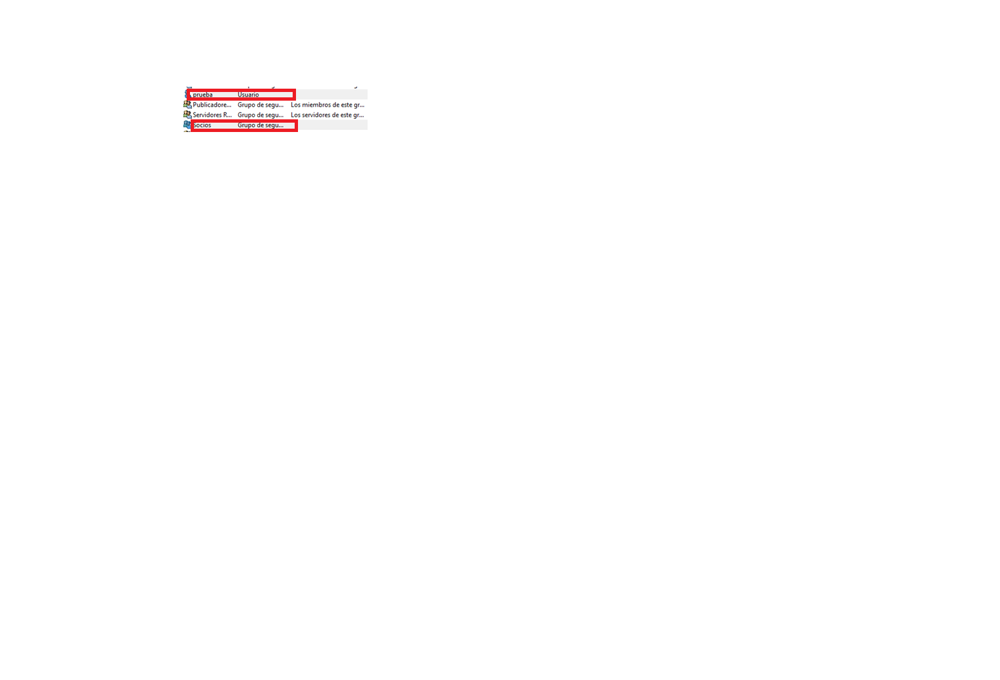 prueba Usuario
Publicadore... Grupo de segu... Los miembros de este gr...
Servidores R... Grupo de segu... Los servidores de este gr...
Socios Grupo de segu...